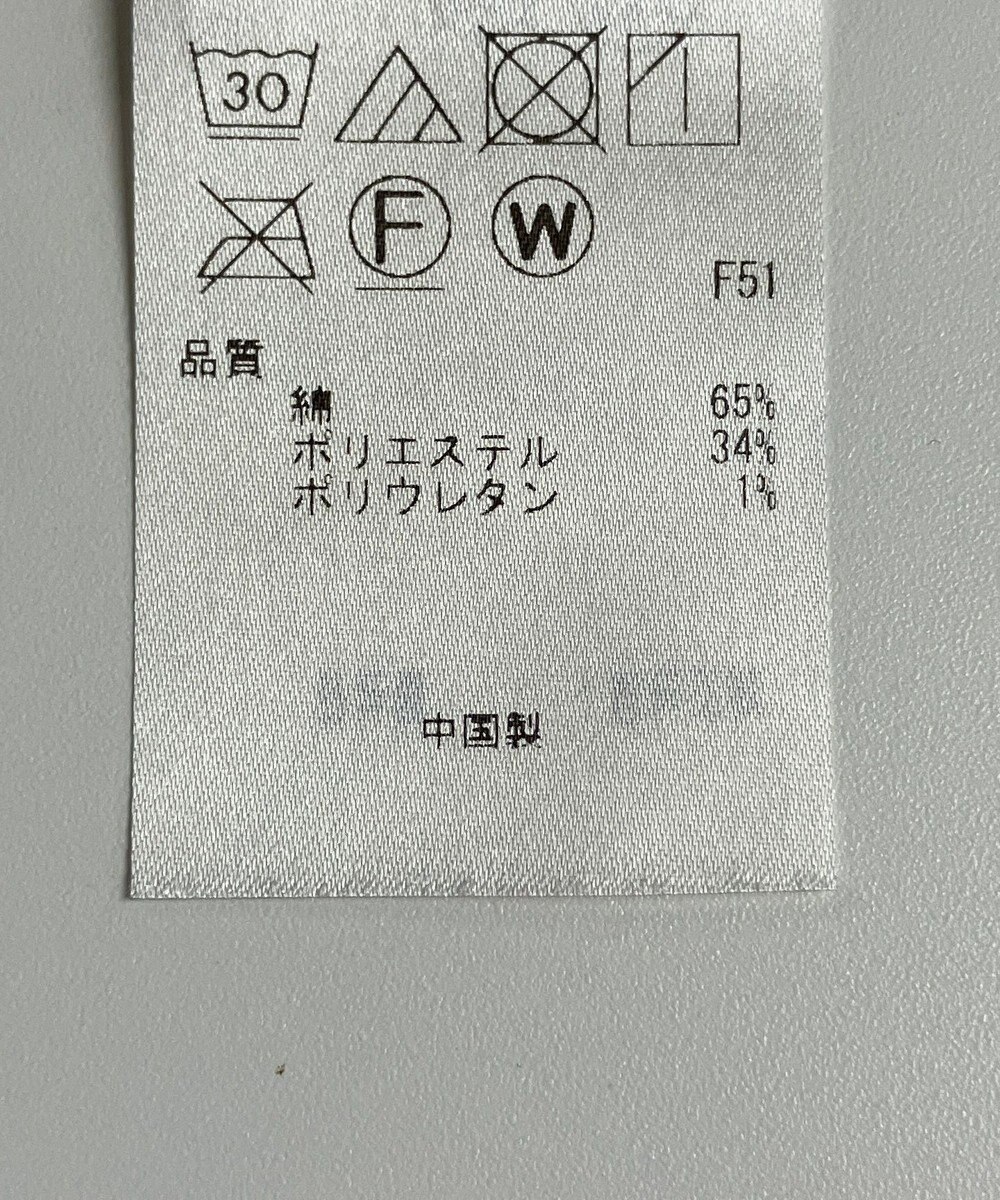 30
F W
F51
品質
綿 65%
ポリエステル 34%
ポリウレタン 1%
中国製